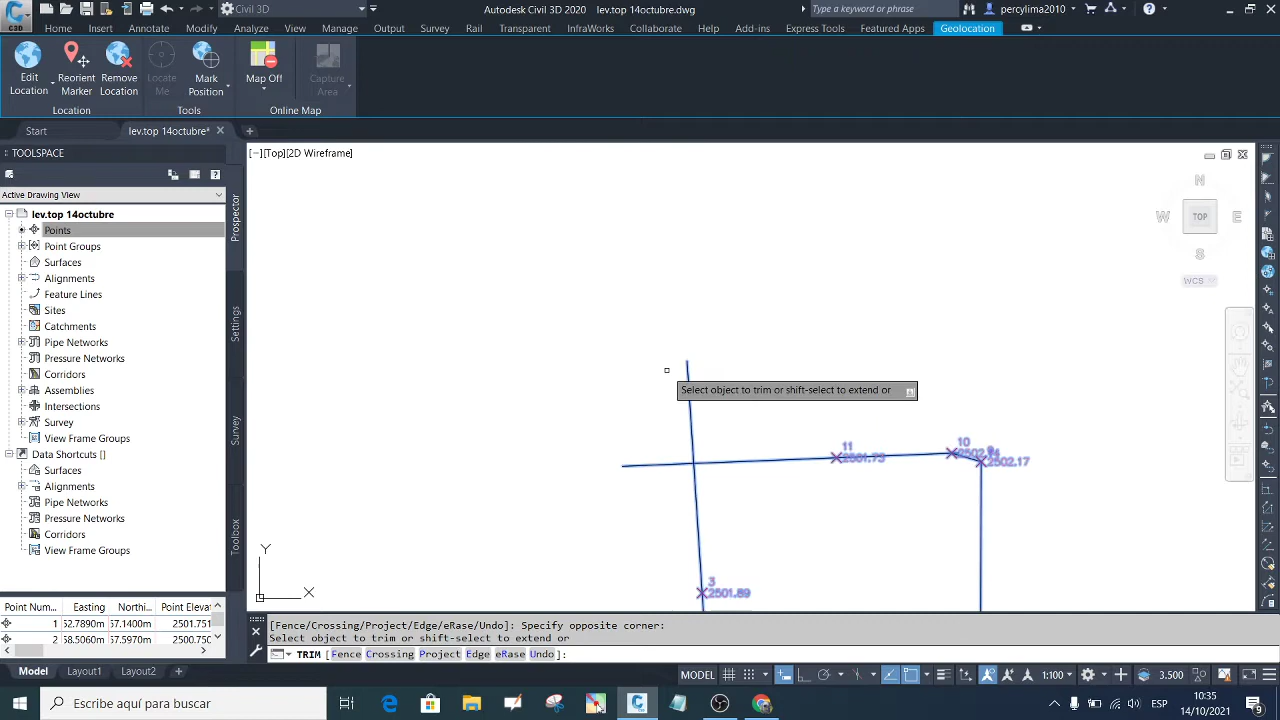 Civil 3D
Autodesk Civil 3D 2020 lev.top 14octubre.dwg
Type a keyword or phrase
percylima2010
Home Insert Annotate Modify Analyze View Manage Output Survey Rail Transparent InfraWorks Collaborate Help Add-ins Express Tools Featured Apps Geolocation
C3D
Edit Location
Reorient Marker
Remove Location
Locate Me
Mark Position
Map Off
Capture Area
Location Tools Online Map
Start lev.top 14octubre*
TOOLSPACE
[−][Top][2D Wireframe]
Active Drawing View
lev.top 14octubre
Points
Point Groups
Surfaces
Alignments
Feature Lines
Sites
Catchments
Pipe Networks
Pressure Networks
Corridors
Assemblies
Intersections
Survey
View Frame Groups
Data Shortcuts []
Surfaces
Alignments
Pipe Networks
Pressure Networks
Corridors
View Frame Groups
Prospector
Settings
Survey
Toolbox
N
W TOP E
S
WCS
Select object to trim or shift-select to extend or
11
2501.73
10
2502.17
3
2501.89
Y
X
Point Num... Easting Northi... Point Eleva
1 52.7890m 57.1400m 2501.751
2 58.5060m 57.5970m 2500.750
[Fence/Crossing/Project/Edge/eRase/Undo]: Specify opposite corner:
Select object to trim or shift-select to extend or
TRIM [Fence Crossing Project Edge eRase Undo]:
Model Layout1 Layout2
MODEL 1:100 3.500
Escribe aquí para buscar
ESP
10:35
14/10/2021